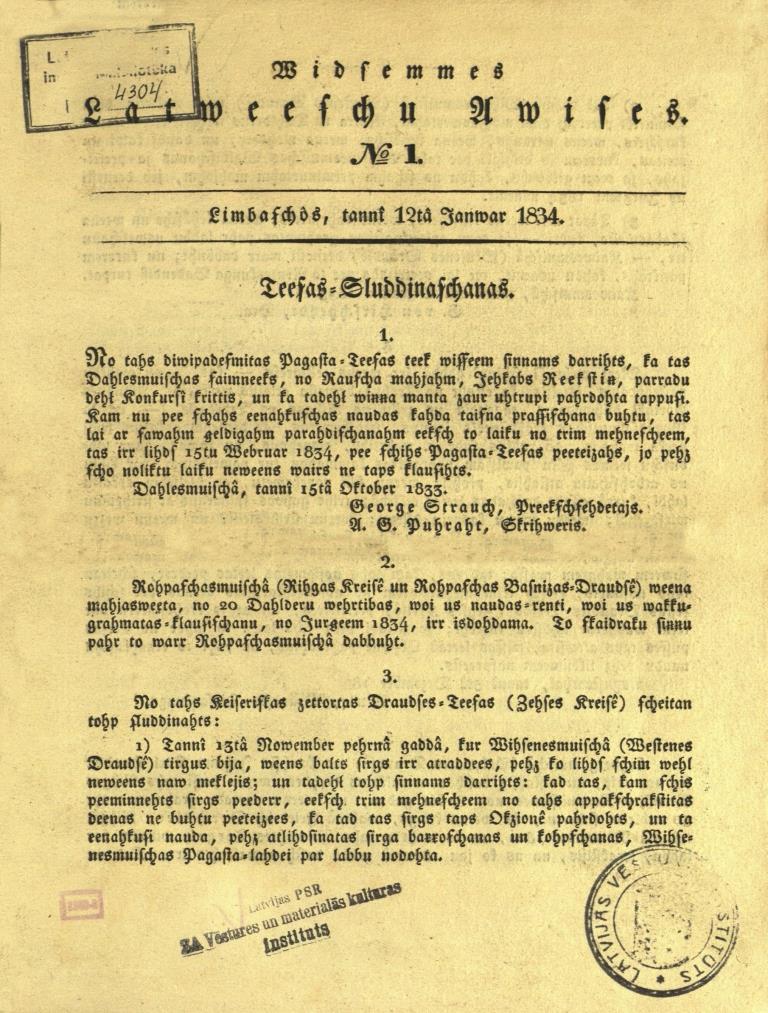 4304
Widsemmes
Latweeschu Awises.
№ 1.
Limbaschôs, tannî 12tâ Janwar 1834.
Teesas-Sluddinaschanas.
1.
No tahs diwipadesmitas Pagasta-Teesas teek wisseem sinnams darrihts, ka tas
Dahlesmuischas saimneeks, no Rauscha mahjahm, Jehkabs Reekstin, parradu
dehl Konkursî krittis, un ka tadehl winna manta zaur uhtrupi pahrdohta tappusi.
Kam nu pee schahs eenahkuschas naudas kahda taisna prassischana buhtu, tas
lai ar sawahm geldigahm parahdischanahm eeksch to laiku no trim mehnescheem,
tas irr lihds 15tu Webruar 1834, pee schihs Pagasta-Teesas peeteizahs, jo pehz
scho noliktu laiku neweens wairs ne taps klausihts.
Dahlesmuischâ, tannî 15tâ Oktober 1833.
George Strauch, Preekschsehdetajs.
A. G. Puhraht, Skrihweris.
2.
Rohpaschasmuischâ (Rihgas Kreisê un Rohpaschas Basnizas-Draudsê) weena
mahjasweeta, no 20 Dahlderu wehrtibas, woi us naudas-renti, woi us wakku-
grahmatas-klausischanu, no Jurgeem 1834, irr isdohdama. To skaidraku sinnu
pahr to warr Rohpaschasmuischâ dabbuht.
3.
No tahs Keiseriskas zettortas Draudses-Teesas (Zehses Kreisê) scheitan
tohp sluddinahts:
1) Tannî 13tâ Nowember pehrnâ gaddâ, kur Wihsenesmuischâ (Westenes
Draudsê) tirgus bija, weens balts sirgs irr atraddees, pehz ko lihds schim wehl
neweens naw meklejis; un tadehl tohp sinnams darrihts: kad tas, kam schis
peeminnehts sirgs peederr, eeksch trim mehnescheem no tahs appakschrakstitas
deenas ne buhtu peeteizees, ka tad tas sirgs taps Okzionê pahrdohts, un ta
eenahkusi nauda, pehz atlihdsinatas sirga barroschanas un kohpschanas, Wihse-
nesmuischas Pagasta-lahdei par labbu nodohta.
Latvijas PSR
ZA Vēstures un materialās kulturas
Instituts
LATVIJAS VĒS STITŪTS